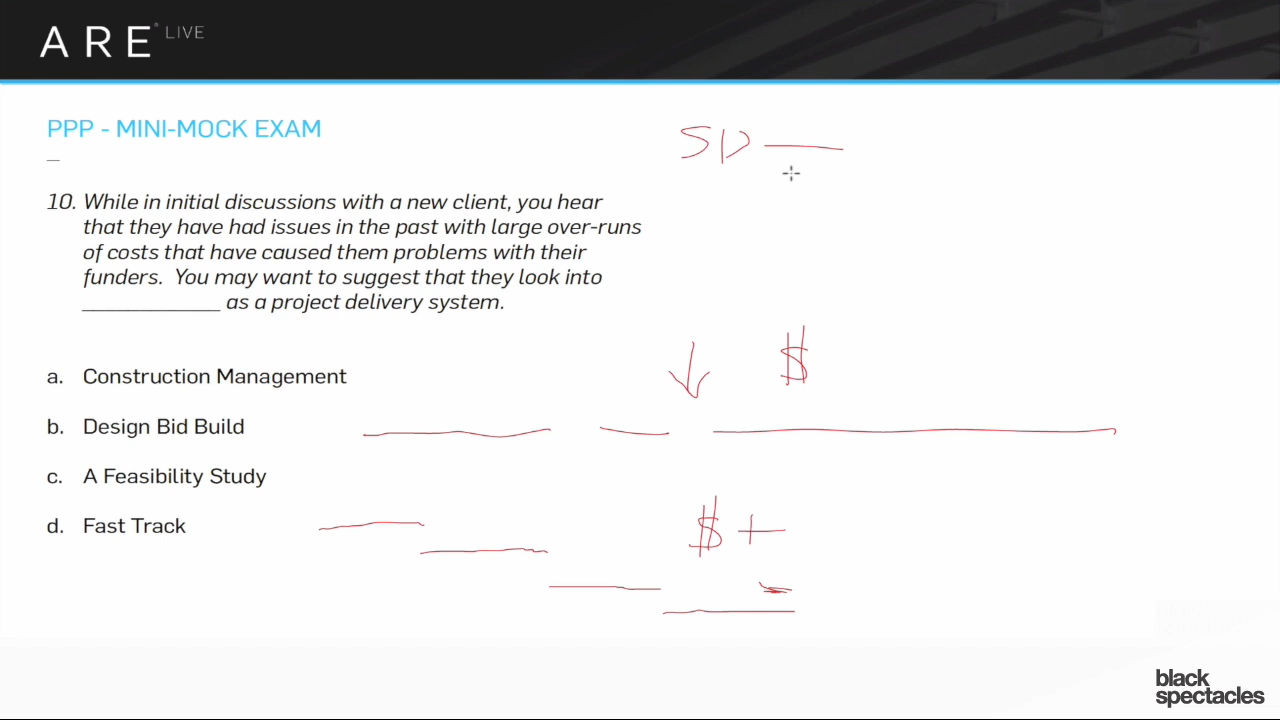 ARE LIVE
PPP - MINI-MOCK EXAM
SD
10. While in initial discussions with a new client, you hear
that they have had issues in the past with large over-runs
of costs that have caused them problems with their
funders. You may want to suggest that they look into
_____________ as a project delivery system.
$
a. Construction Management
b. Design Bid Build
c. A Feasibility Study
$ +
d. Fast Track
black
spectacles